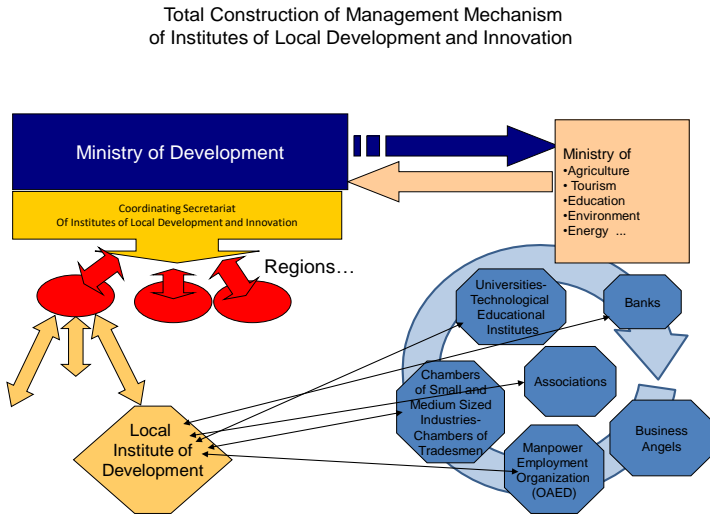 Total Construction of Management Mechanism
of Institutes of Local Development and Innovation
Ministry of Development
Ministry of
•Agriculture
• Tourism
•Education
•Environment
•Energy ...
Coordinating Secretariat
Of Institutes of Local Development and Innovation
Regions…
Universities-
Technological
Educational
Institutes
Banks
Chambers
of Small and
Medium Sized
Industries-
Chambers of
Tradesmen
Associations
Local
Institute of
Development
Manpower
Employment
Organization
(OAED)
Business
Angels